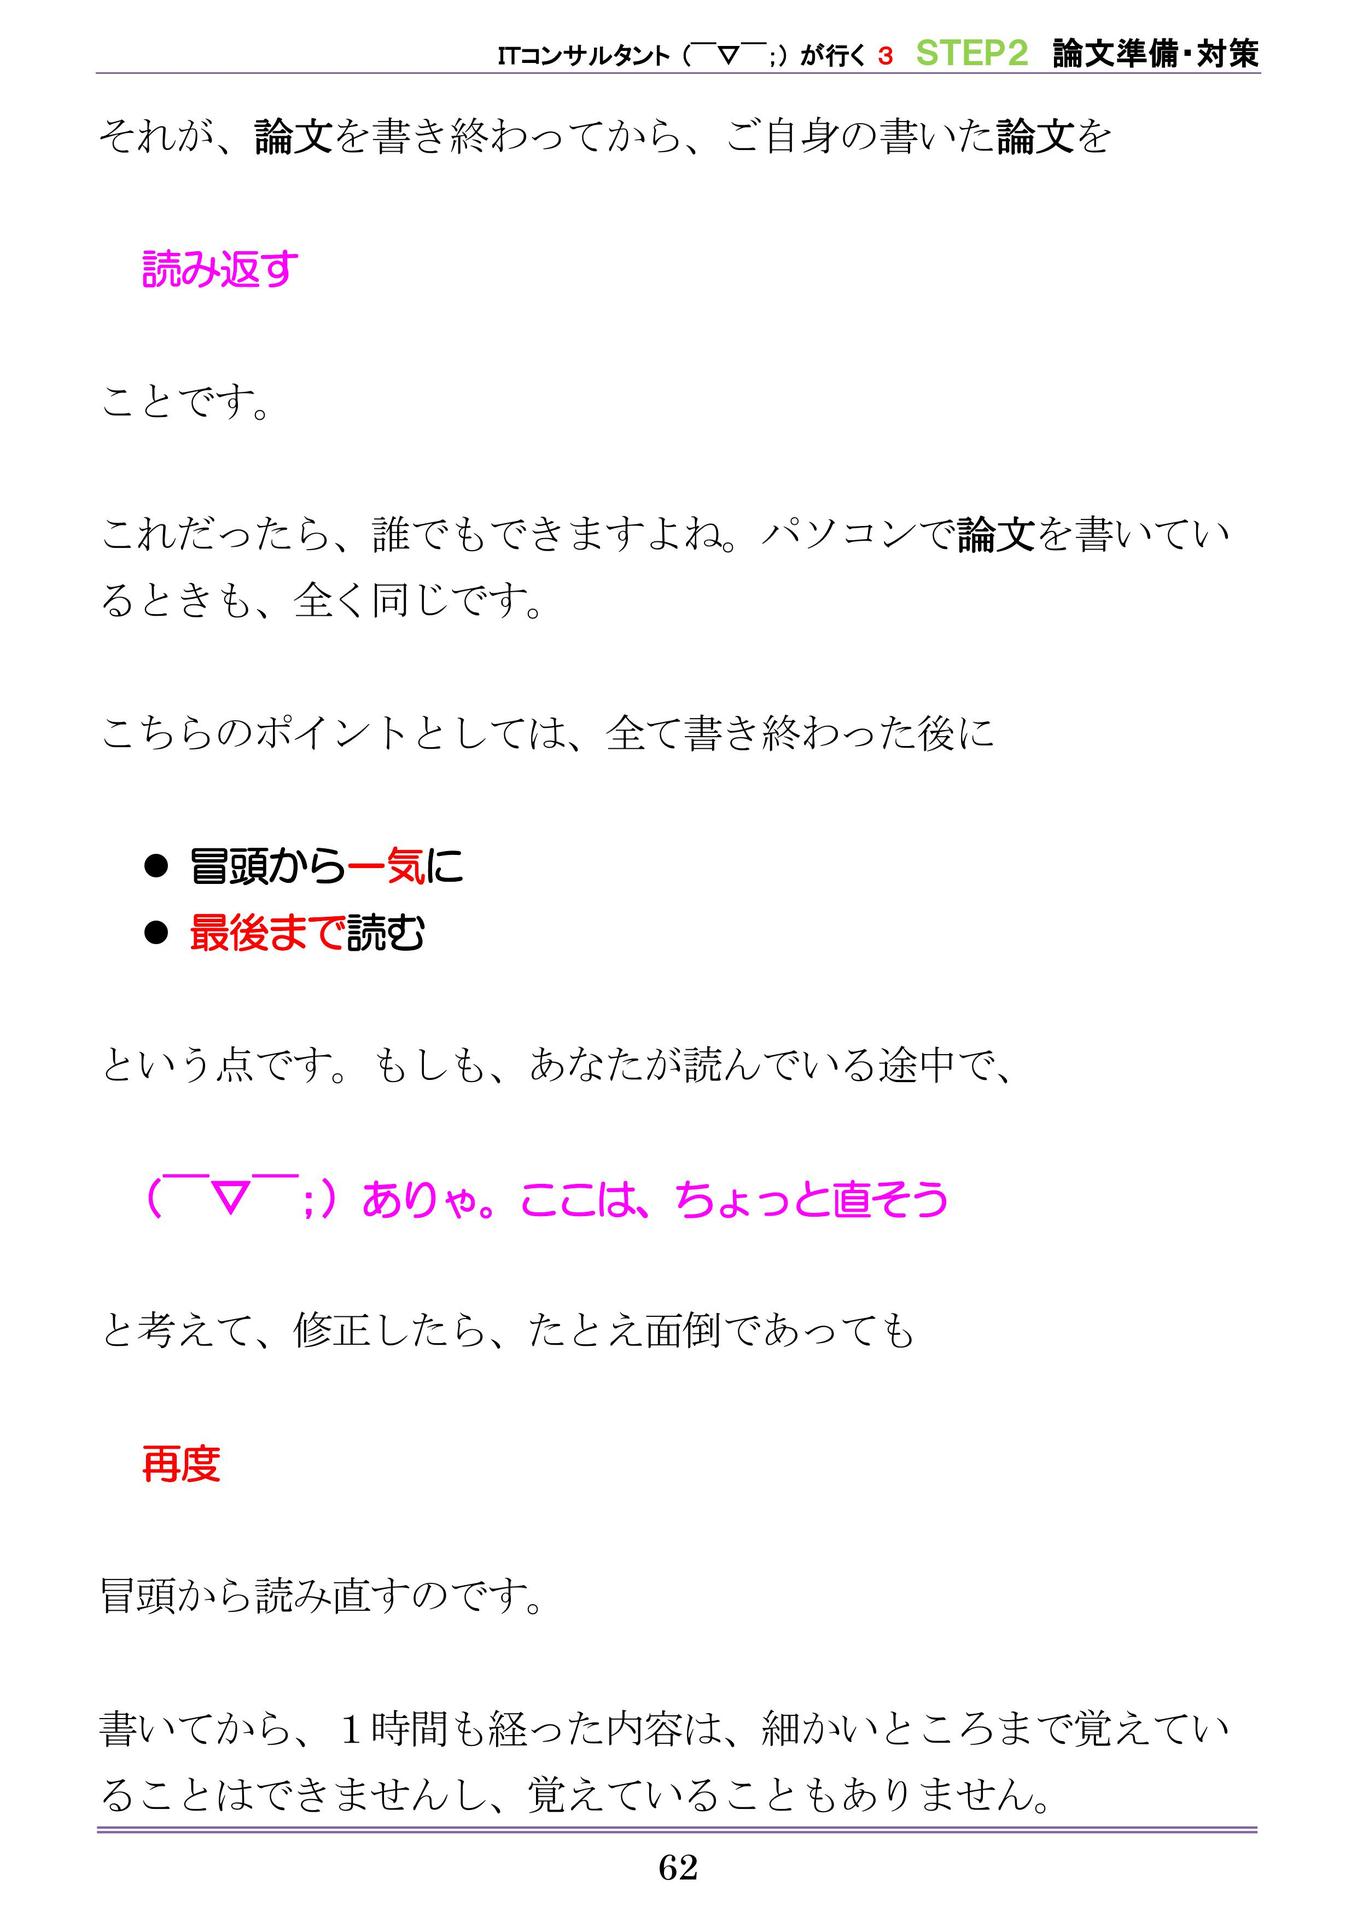 ITコンサルタント（￣▽￣；）が行く 3 STEP2 論文準備・対策
それが、論文を書き終わってから、ご自身の書いた論文を
読み返す
ことです。
これだったら、誰でもできますよね。パソコンで論文を書いてい
るときも、全く同じです。
こちらのポイントとしては、全て書き終わった後に
● 冒頭から一気に
● 最後まで読む
という点です。もしも、あなたが読んでいる途中で、
（￣▽￣；）ありゃ。ここは、ちょっと直そう
と考えて、修正したら、たとえ面倒であっても
再度
冒頭から読み直すのです。
書いてから、１時間も経った内容は、細かいところまで覚えてい
ることはできませんし、覚えていることもありません。
62